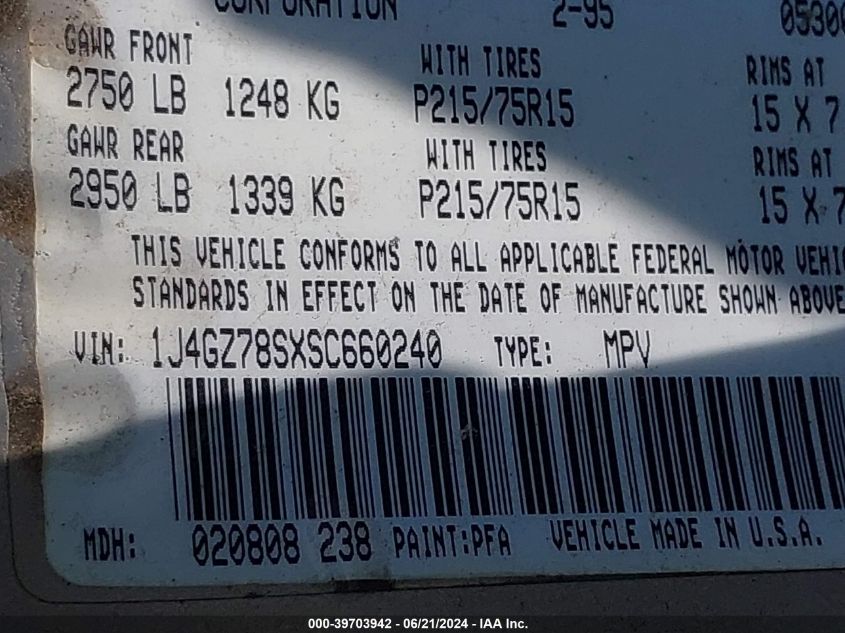 CORPORATION 2-95 0530
GAWR FRONT WITH TIRES RIMS AT
2750 LB 1248 KG P215/75R15 15 X 7
GAWR REAR WITH TIRES RIMS AT
2950 LB 1339 KG P215/75R15 15 X 7
THIS VEHICLE CONFORMS TO ALL APPLICABLE FEDERAL MOTOR VEHI
STANDARDS IN EFFECT ON THE DATE OF MANUFACTURE SHOWN ABOVE
VIN: 1J4GZ78SXSC660240 TYPE: MPV
MDH: 020808 238 PAINT:PFA VEHICLE MADE IN U.S.A.
000-39703942 - 06/21/2024 - IAA Inc.